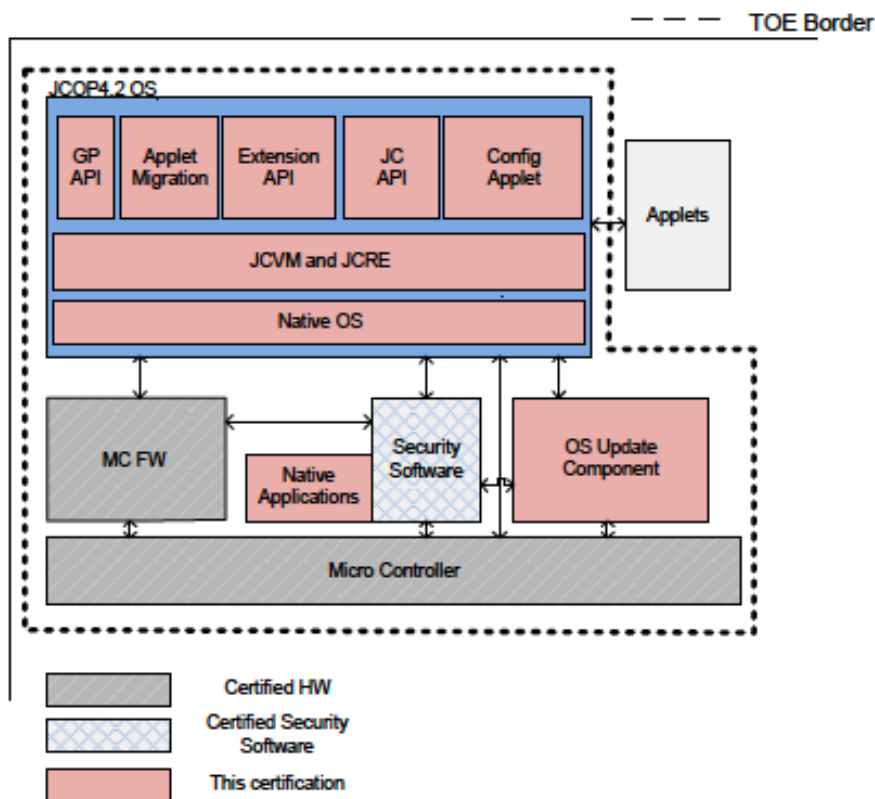 TOE Border
JCOP4.2 OS
GP
API
Applet
Migration
Extension
API
JC
API
Config
Applet
Applets
JCVM and JCRE
Native OS
MC FW
Security
Software
OS Update
Component
Native
Applications
Micro Controller
Certified HW
Certified Security
Software
This certification